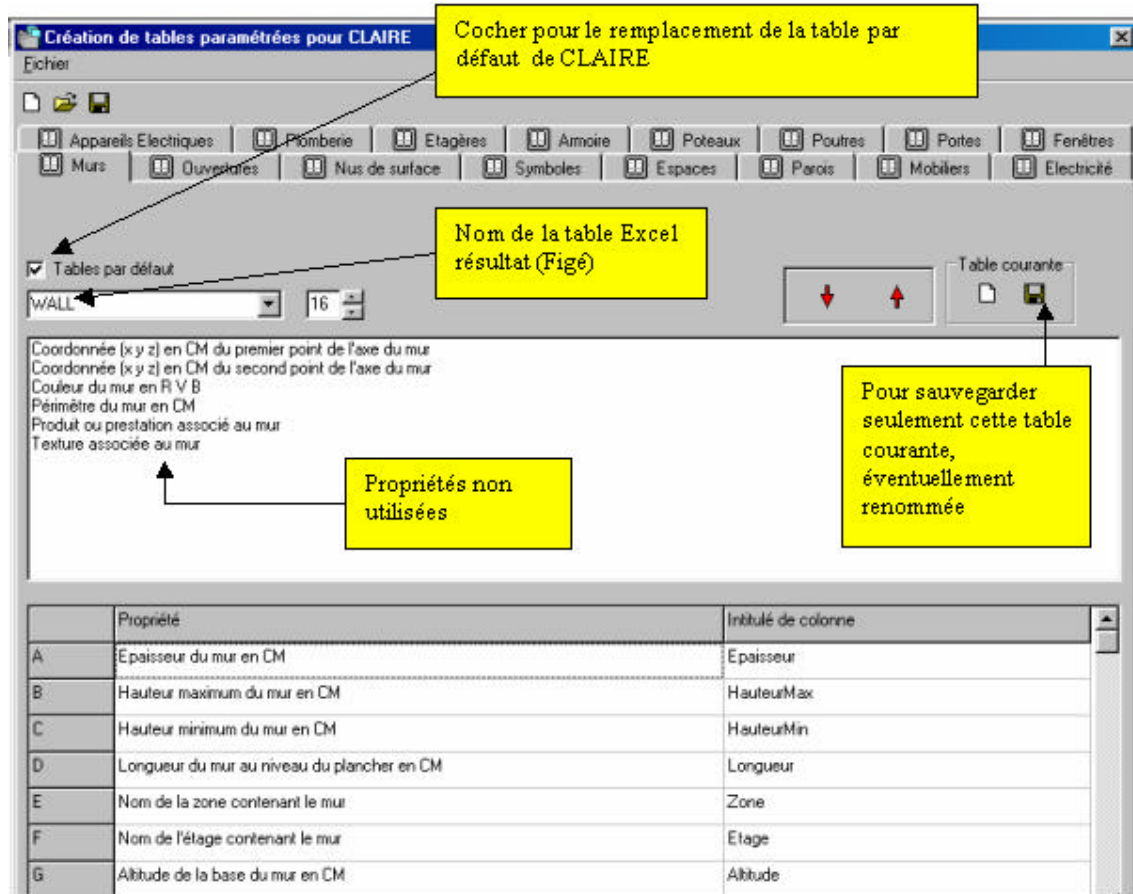 Création de tables paramétrées pour CLAIRE
Cocher pour le remplacement de la table par
défaut de CLAIRE
Fichier
Appareils Electriques
Plomberie
Etagères
Armoire
Poteaux
Poutres
Portes
Fenêtres
Murs
Ouvertures
Nus de surface
Symboles
Espaces
Parois
Mobiliers
Electricité
Nom de la table Excel
résultat (Figé)
Tables par défaut
Table courante
WALL
16
Coordonnée (x y z) en CM du premier point de l'axe du mur
Coordonnée (x y z) en CM du second point de l'axe du mur
Couleur du mur en R V B
Périmêtre du mur en CM
Produit ou prestation associé au mur
Texture associée au mur
Propriétés non
utilisées
Pour sauvegarder
seulement cette table
courante,
éventuellement
renommée
Propriété Intitulé de colonne
A Epaisseur du mur en CM Epaisseur
B Hauteur maximum du mur en CM HauteurMax
C Hauteur minimum du mur en CM HauteurMin
D Longueur du mur au niveau du plancher en CM Longueur
E Nom de la zone contenant le mur Zone
F Nom de l'étage contenant le mur Etage
G Altitude de la base du mur en CM Altitude